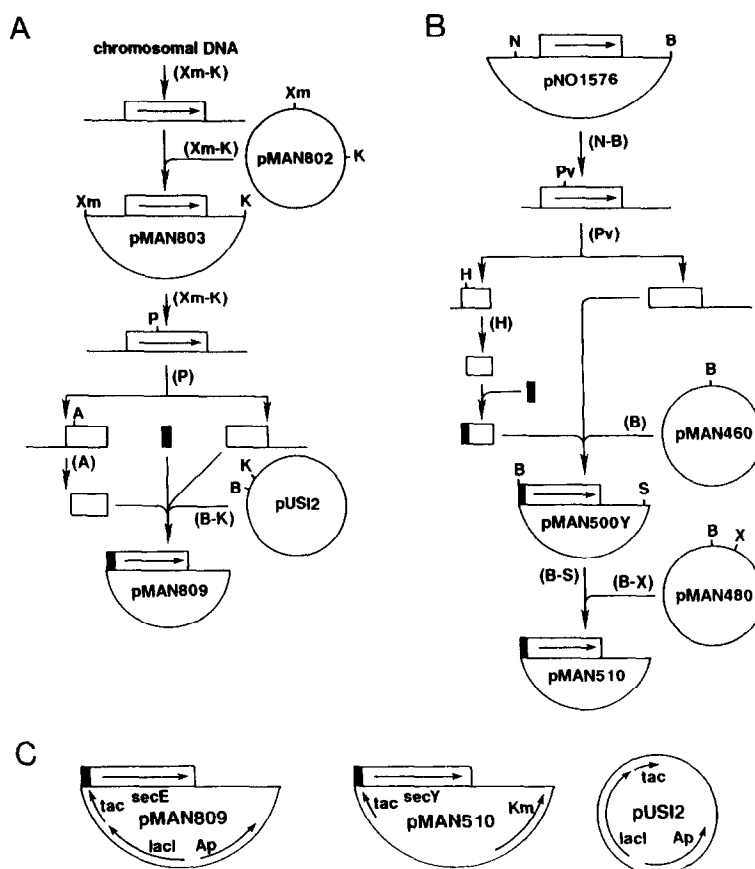 A
chromosomal DNA
(Xm-K)
Xm
(Xm-K)
pMAN802
K
Xm
K
pMAN803
(Xm-K)
P
(P)
A
(A)
K
B
pUSI2
(B-K)
pMAN809
B
N
B
pNO1576
(N-B)
Pv
(Pv)
H
(H)
B
(B)
pMAN460
B
S
pMAN500Y
B
X
(B-S)
(B-X)
pMAN480
pMAN510
C
tac
secE
pMAN809
lacI
Ap
tac
secY
Km
pMAN510
tac
pUSI2
lacI
Ap